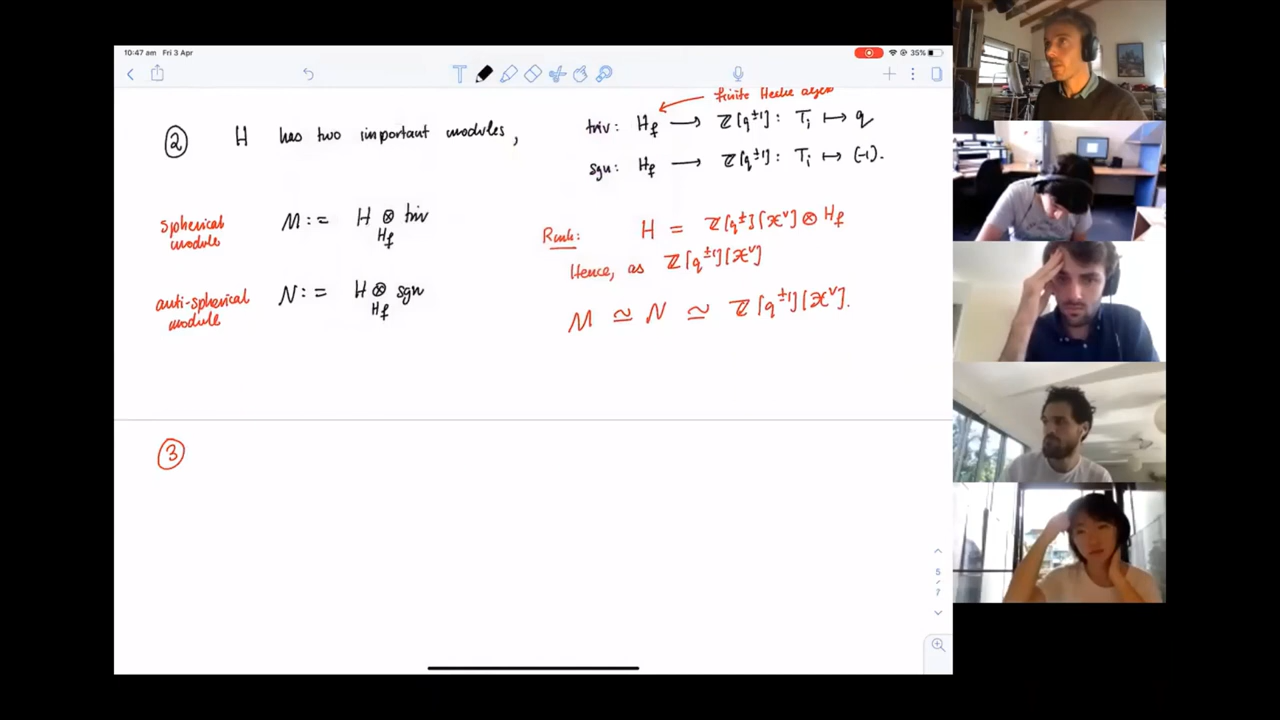 10:47 am Fri 3 Apr
35%
finite Hecke algebra
② H has two important modules,
triv: H_f → ℤ[q^{±1}] : T_i ↦ q
sgn: H_f → ℤ[q^{±1}] : T_i ↦ (-1).
spherical module
M := H ⊗_{H_f} triv
Rmk: H = ℤ[q^±][𝒳^∨] ⊗ H_f
Hence, as ℤ[q^{±1}][𝒳^∨]
anti-spherical module
N := H ⊗_{H_f} sgn
M ≃ N ≃ ℤ[q^{±1}][𝒳^∨].
③
5
/
7